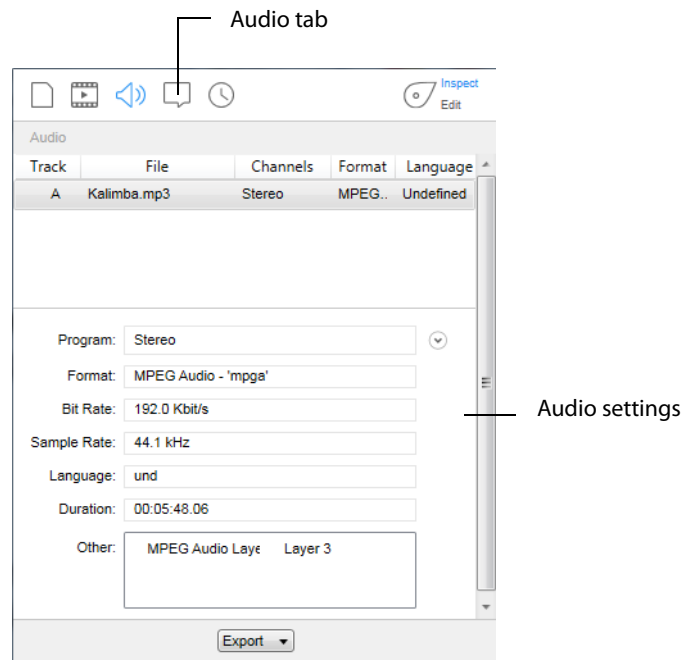 Audio tab
Inspect
Edit
Audio
Track File Channels Format Language
A Kalimba.mp3 Stereo MPEG.. Undefined
Program: Stereo
Format: MPEG Audio - 'mpga'
Bit Rate: 192.0 Kbit/s
Audio settings
Sample Rate: 44.1 kHz
Language: und
Duration: 00:05:48.06
Other: MPEG Audio Laye Layer 3
Export